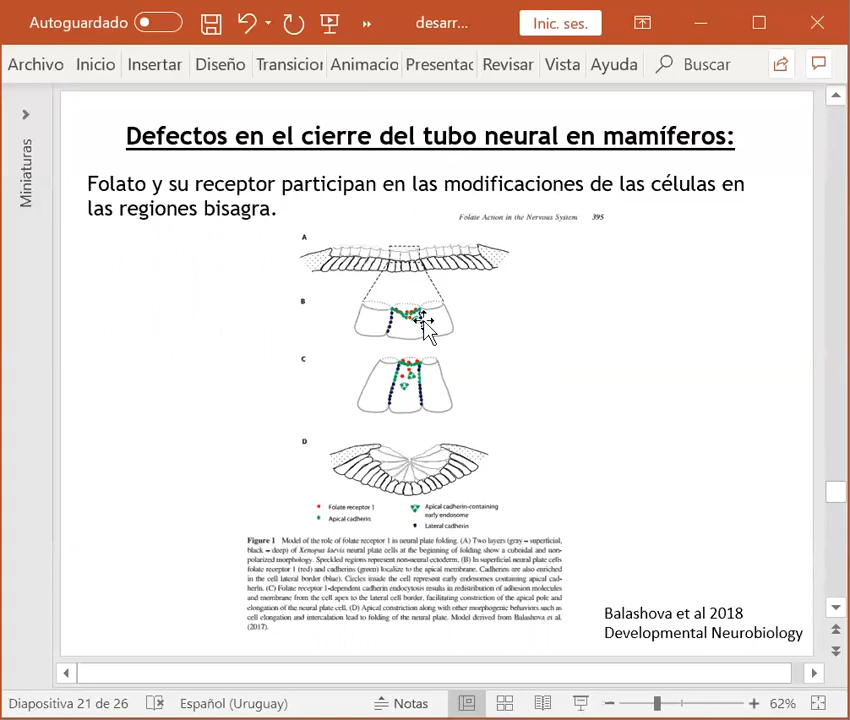 Autoguardado
desarr...
Inic. ses.
Archivo Inicio Insertar Diseño Transicior Animacio Presentac Revisar Vista Ayuda Buscar
Miniaturas
Defectos en el cierre del tubo neural en mamíferos:
Folato y su receptor participan en las modificaciones de las células en
las regiones bisagra.
Folate Action in the Nervous System 395
A
B
C
D
Folate receptor 1
Apical cadherin
Apical cadherin-containing
early endosome
Lateral cadherin
Figure 1 Model of the role of folate receptor 1 in neural plate folding. (A) Two layers (gray – superficial,
black – deep) of Xenopus laevis neural plate cells at the beginning of folding show a cuboidal and non-
polarized morphology. Speckled regions represent non-neural ectoderm. (B) In superficial neural plate cells
folate receptor 1 (red) and cadherins (green) localize to the apical membrane. Cadherins are also enriched
in the cell lateral border (blue). Circles inside the cell represent early endosomes containing apical cad-
herin. (C) Folate receptor 1-dependent cadherin endocytosis results in redistribution of adhesion molecules
and membrane from the cell apex to the lateral cell border, facilitating constriction of the apical pole and
elongation of the neural plate cell. (D) Apical constriction along with other morphogenic behaviors such as
cell elongation and intercalation lead to folding of the neural plate. Model derived from Balashova et al.
(2017).
Balashova et al 2018
Developmental Neurobiology
Diapositiva 21 de 26 Español (Uruguay) Notas 62%